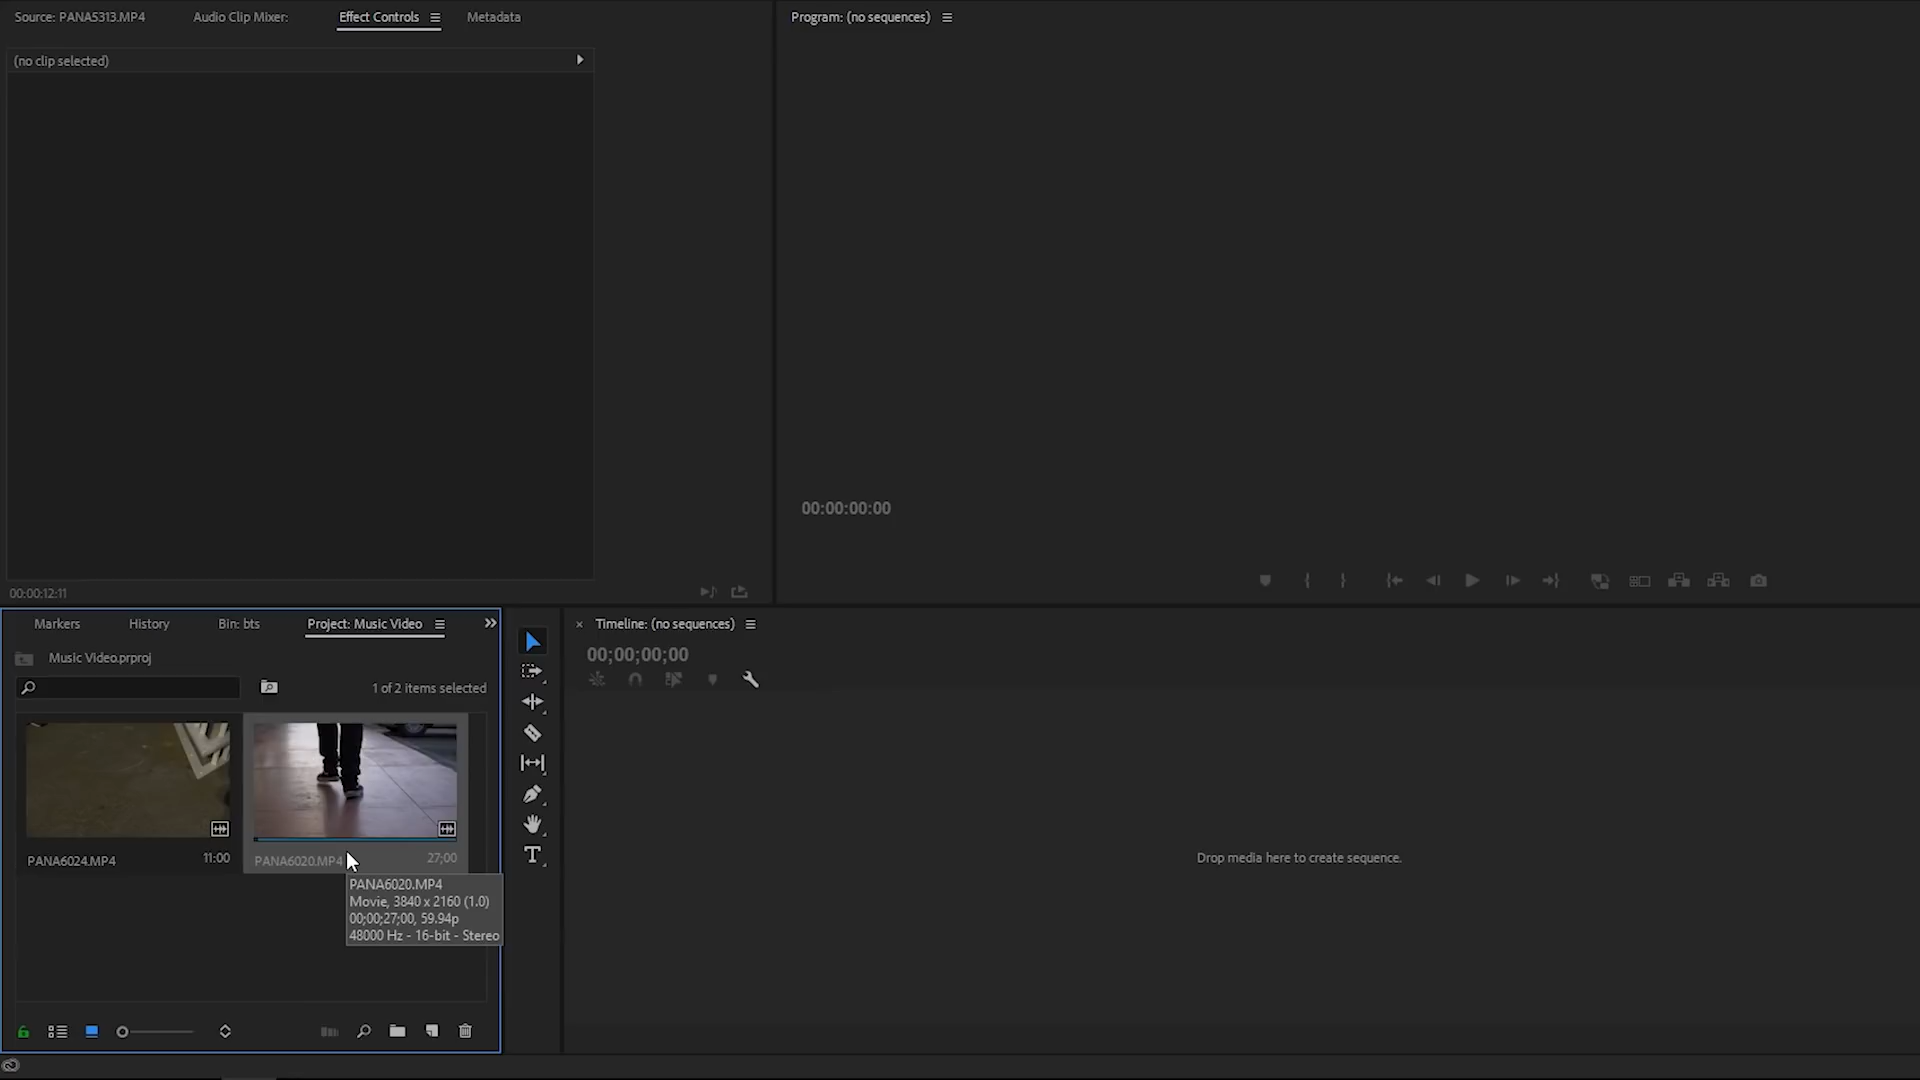 Source: PANA5313.MP4
Audio Clip Mixer:
Effect Controls
Metadata
Program: (no sequences)
(no clip selected)
00:00:00:00
00:00:12:11
Markers
History
Bin: bts
Project: Music Video
Timeline: (no sequences)
00;00;00;00
Music Video.prproj
1 of 2 items selected
PANA6024.MP4
11:00
PANA6020.MP4
27;00
PANA6020.MP4
Movie, 3840 x 2160 (1.0)
00;00;27;00, 59.94p
48000 Hz - 16-bit - Stereo
Drop media here to create sequence.